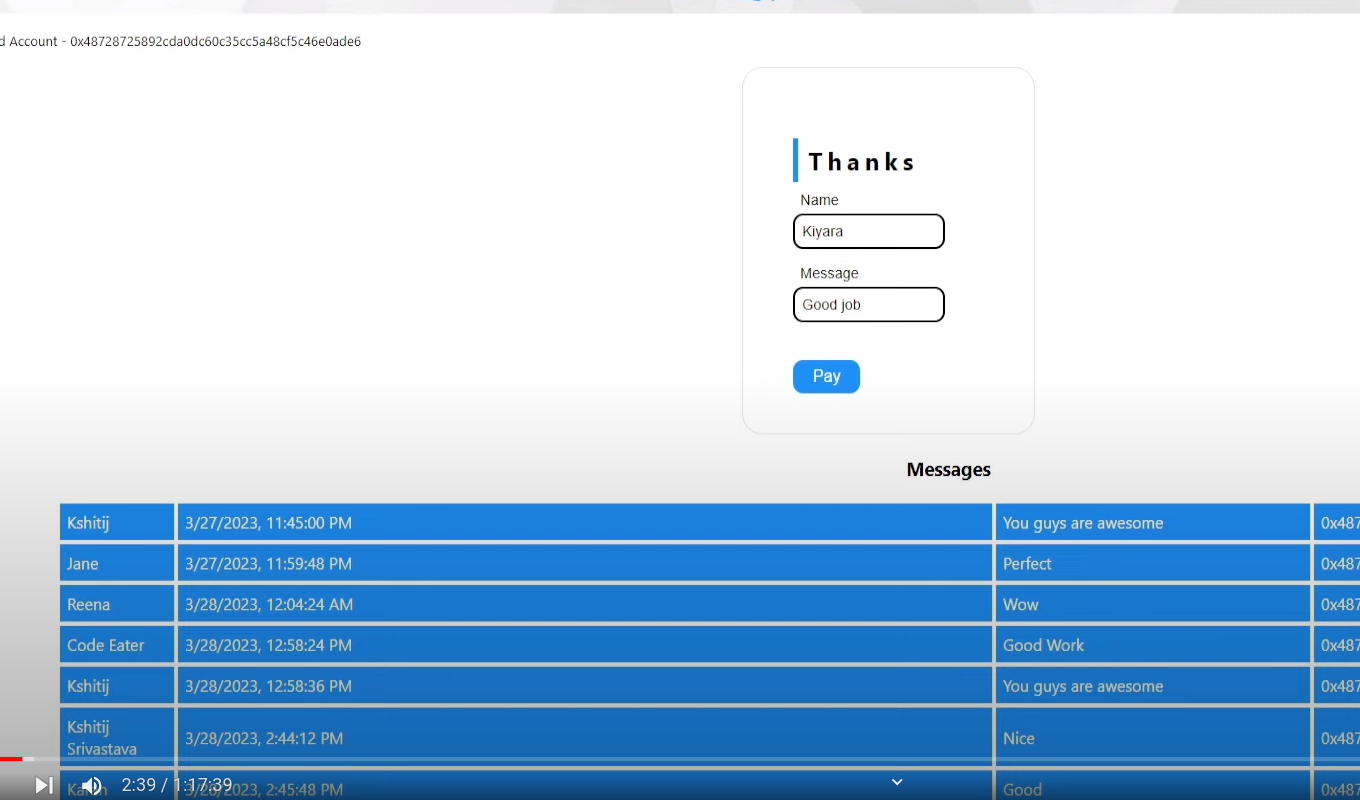 d Account - 0x48728725892cda0dc60c35cc5a48cf5c46e0ade6
Thanks
Name
Kiyara
Message
Good job
Pay
Messages
Kshitij 3/27/2023, 11:45:00 PM You guys are awesome 0x487
Jane 3/27/2023, 11:59:48 PM Perfect 0x487
Reena 3/28/2023, 12:04:24 AM Wow 0x487
Code Eater 3/28/2023, 12:58:24 PM Good Work 0x487
Kshitij 3/28/2023, 12:58:36 PM You guys are awesome 0x487
Kshitij
Srivastava 3/28/2023, 2:44:12 PM Nice 0x487
3/28/2023, 2:45:48 PM Good 0x487
2:39 / 1:17:39